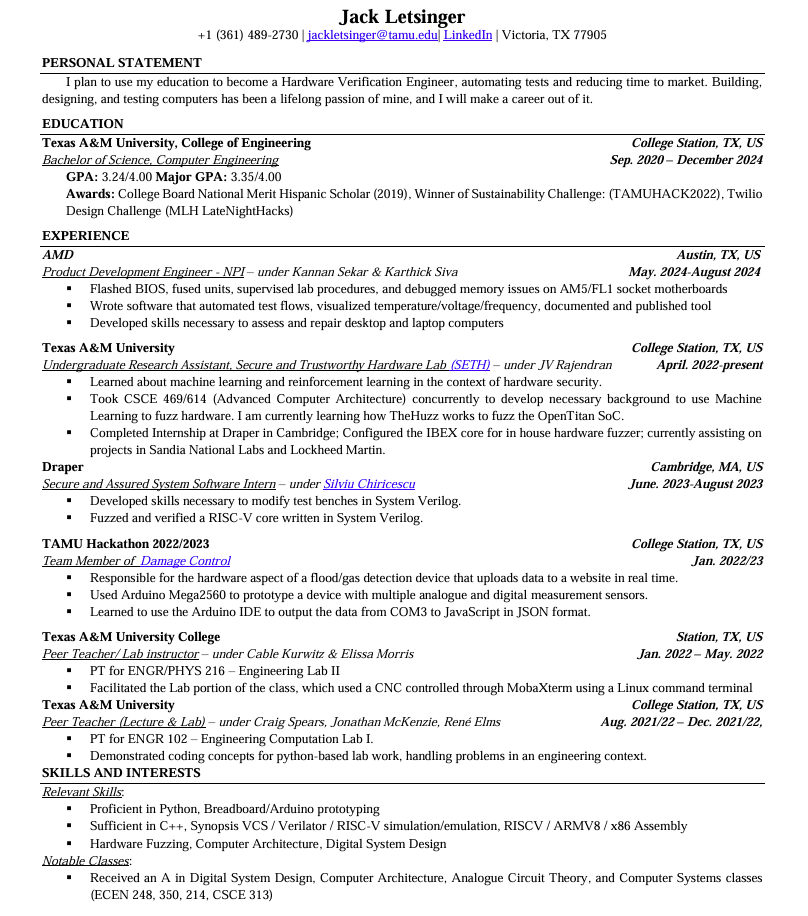 Jack Letsinger
+1 (361) 489-2730 | jackletsinger@tamu.edu| LinkedIn | Victoria, TX 77905
PERSONAL STATEMENT
I plan to use my education to become a Hardware Verification Engineer, automating tests and reducing time to market. Building,
designing, and testing computers has been a lifelong passion of mine, and I will make a career out of it.
EDUCATION
Texas A&M University, College of Engineering College Station, TX, US
Bachelor of Science, Computer Engineering Sep. 2020 – December 2024
GPA: 3.24/4.00 Major GPA: 3.35/4.00
Awards: College Board National Merit Hispanic Scholar (2019), Winner of Sustainability Challenge: (TAMUHACK2022), Twilio
Design Challenge (MLH LateNightHacks)
EXPERIENCE
AMD Austin, TX, US
Product Development Engineer - NPI – under Kannan Sekar & Karthick Siva May. 2024-August 2024
▪ Flashed BIOS, fused units, supervised lab procedures, and debugged memory issues on AM5/FL1 socket motherboards
▪ Wrote software that automated test flows, visualized temperature/voltage/frequency, documented and published tool
▪ Developed skills necessary to assess and repair desktop and laptop computers
Texas A&M University College Station, TX, US
Undergraduate Research Assistant, Secure and Trustworthy Hardware Lab (SETH) – under JV Rajendran April. 2022-present
▪ Learned about machine learning and reinforcement learning in the context of hardware security.
▪ Took CSCE 469/614 (Advanced Computer Architecture) concurrently to develop necessary background to use Machine
Learning to fuzz hardware. I am currently learning how TheHuzz works to fuzz the OpenTitan SoC.
▪ Completed Internship at Draper in Cambridge; Configured the IBEX core for in house hardware fuzzer; currently assisting on
projects in Sandia National Labs and Lockheed Martin.
Draper Cambridge, MA, US
Secure and Assured System Software Intern – under Silviu Chiricescu June. 2023-August 2023
▪ Developed skills necessary to modify test benches in System Verilog.
▪ Fuzzed and verified a RISC-V core written in System Verilog.
TAMU Hackathon 2022/2023 College Station, TX, US
Team Member of Damage Control Jan. 2022/23
▪ Responsible for the hardware aspect of a flood/gas detection device that uploads data to a website in real time.
▪ Used Arduino Mega2560 to prototype a device with multiple analogue and digital measurement sensors.
▪ Learned to use the Arduino IDE to output the data from COM3 to JavaScript in JSON format.
Texas A&M University College Station, TX, US
Peer Teacher/ Lab instructor – under Cable Kurwitz & Elissa Morris Jan. 2022 – May. 2022
▪ PT for ENGR/PHYS 216 – Engineering Lab II
▪ Facilitated the Lab portion of the class, which used a CNC controlled through MobaXterm using a Linux command terminal
Texas A&M University College Station, TX, US
Peer Teacher (Lecture & Lab) – under Craig Spears, Jonathan McKenzie, René Elms Aug. 2021/22 – Dec. 2021/22,
▪ PT for ENGR 102 – Engineering Computation Lab I.
▪ Demonstrated coding concepts for python-based lab work, handling problems in an engineering context.
SKILLS AND INTERESTS
Relevant Skills:
▪ Proficient in Python, Breadboard/Arduino prototyping
▪ Sufficient in C++, Synopsis VCS / Verilator / RISC-V simulation/emulation, RISCV / ARMV8 / x86 Assembly
▪ Hardware Fuzzing, Computer Architecture, Digital System Design
Notable Classes:
▪ Received an A in Digital System Design, Computer Architecture, Analogue Circuit Theory, and Computer Systems classes
(ECEN 248, 350, 214, CSCE 313)